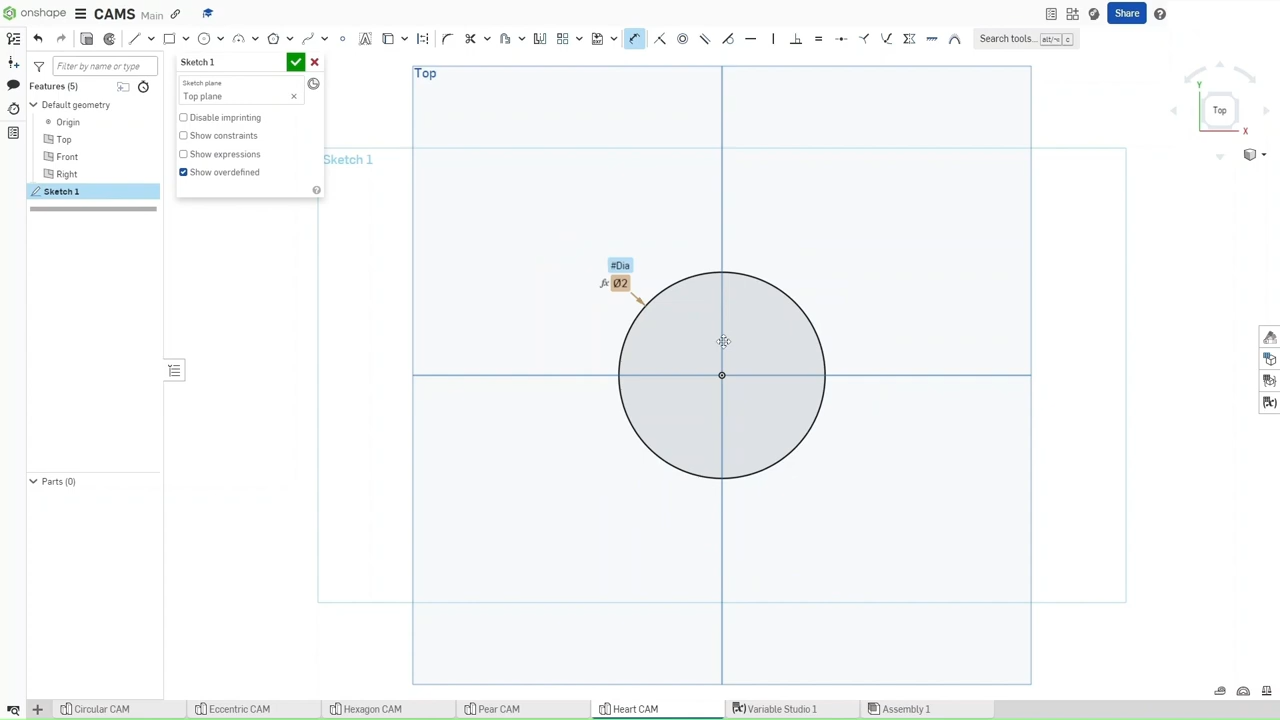 onshape CAMS Main Share
Search tools... alt/⌥ c
Filter by name or type
Features (5)
Default geometry
Origin
Top
Front
Right
Sketch 1
Sketch 1
Sketch plane
Top plane
Disable imprinting
Show constraints
Show expressions
Show overdefined
Top
Sketch 1
#Dia
fx Ø2
Y
Top
X
Parts (0)
Circular CAM Eccentric CAM Hexagon CAM Pear CAM Heart CAM Variable Studio 1 Assembly 1